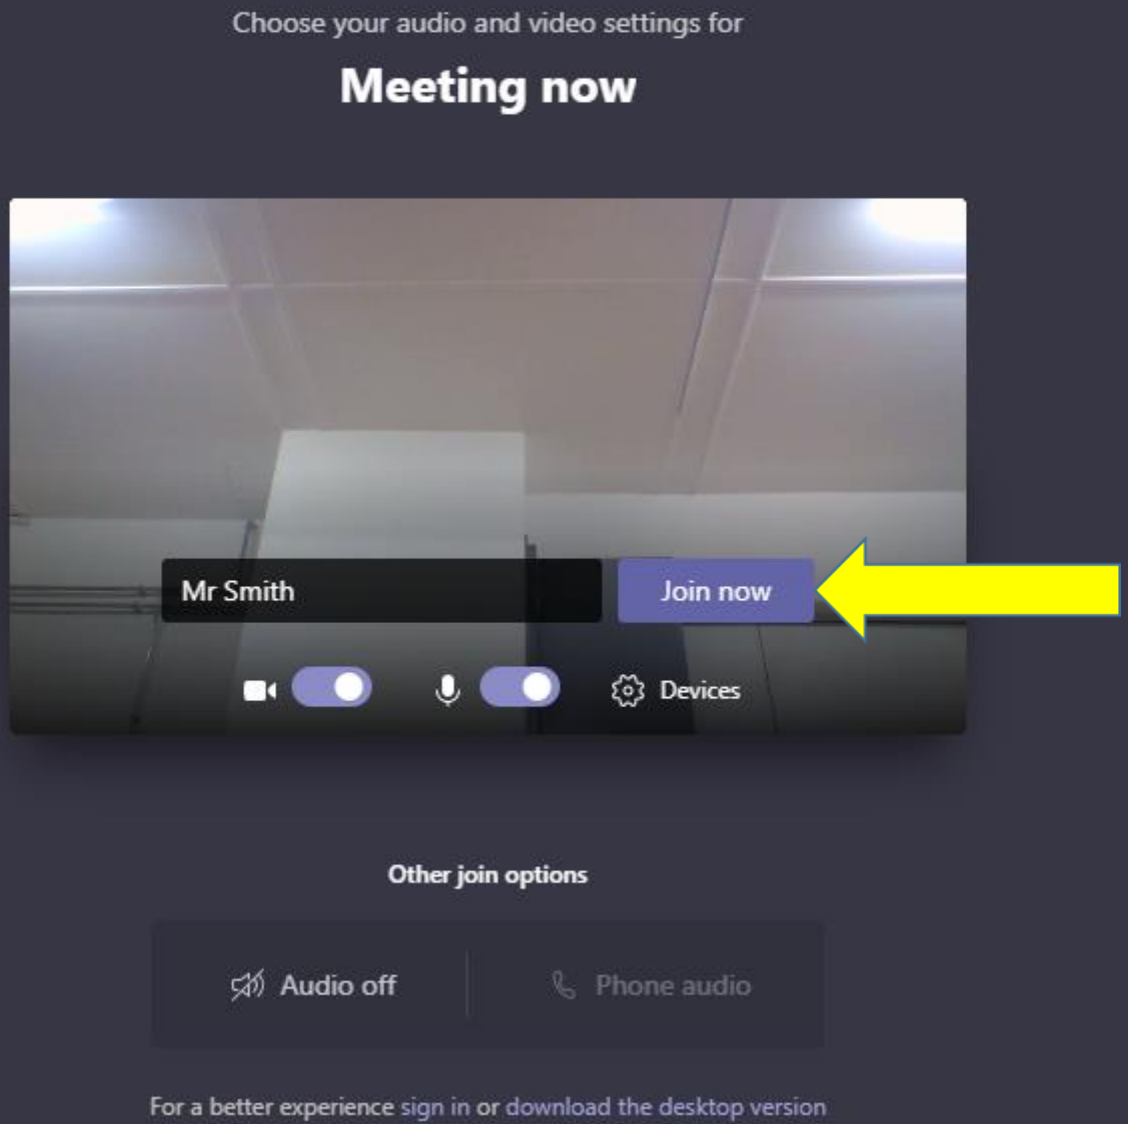 Choose your audio and video settings for
Meeting now
Mr Smith
Join now
Devices
Other join options
Audio off
Phone audio
For a better experience sign in or download the desktop version